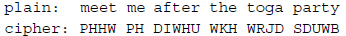 plain: meet me after the toga party
cipher: PHHW PH DIWHU WKH WRJD SDUWB